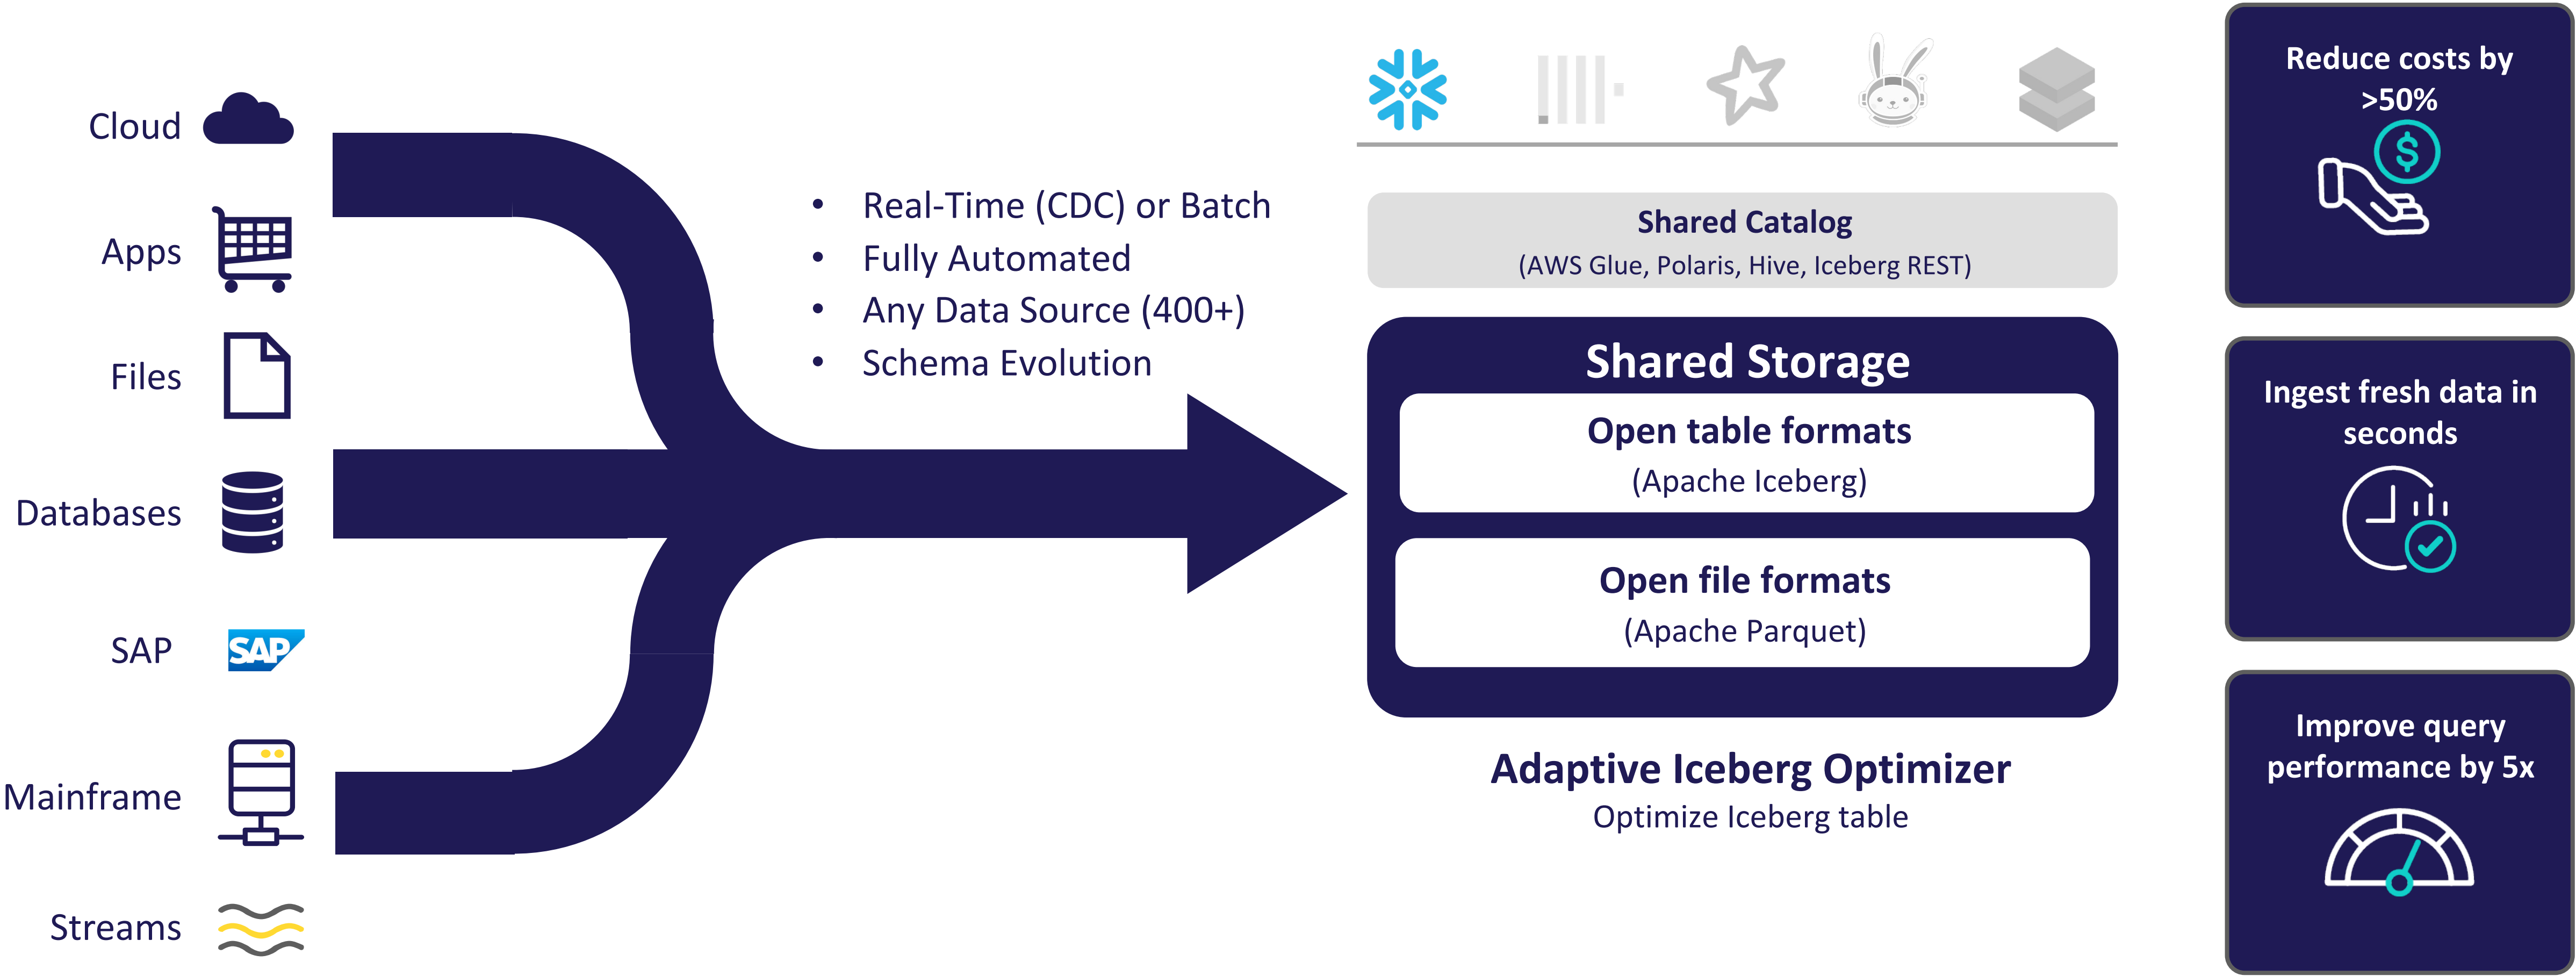 Cloud
Apps
Files
Databases
SAP
SAP
Mainframe
Streams
• Real-Time (CDC) or Batch
• Fully Automated
• Any Data Source (400+)
• Schema Evolution
Shared Catalog
(AWS Glue, Polaris, Hive, Iceberg REST)
Shared Storage
Open table formats
(Apache Iceberg)
Open file formats
(Apache Parquet)
Adaptive Iceberg Optimizer
Optimize Iceberg table
Reduce costs by
>50%
$
Ingest fresh data in
seconds
Improve query
performance by 5x